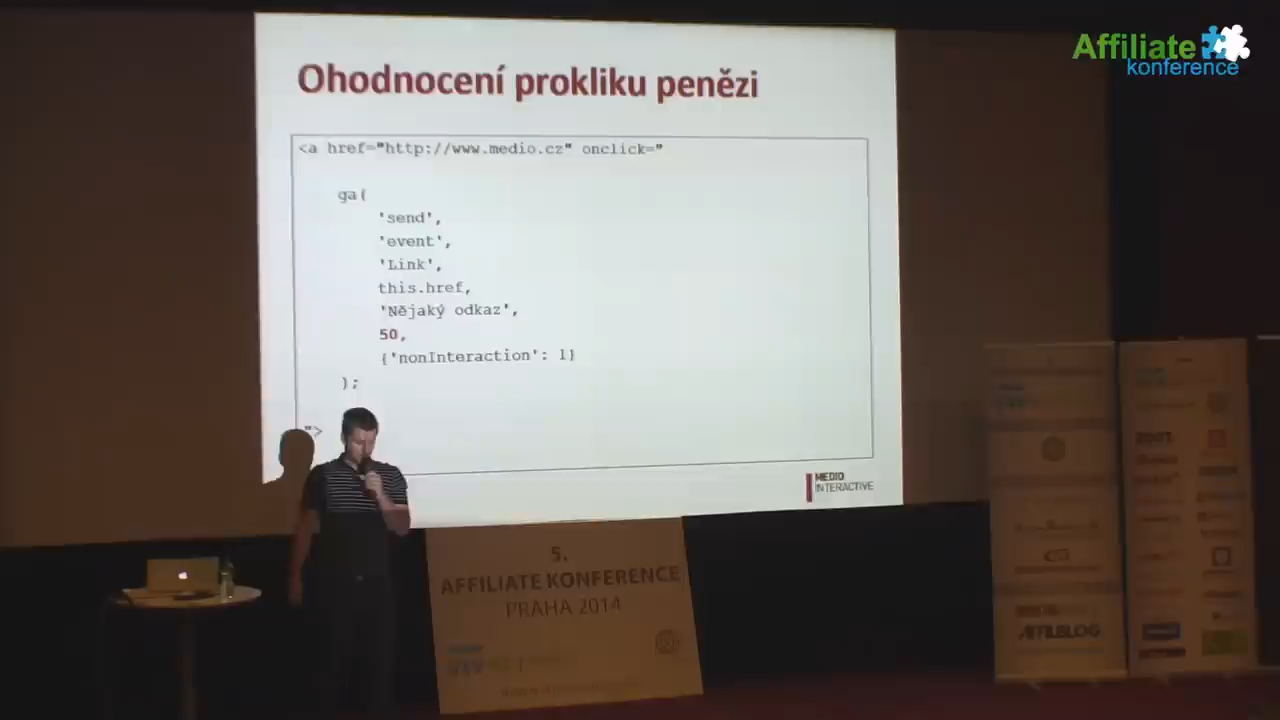 Affiliate
konference
Ohodnocení prokliku penězi
<a href="http://www.medio.cz" onclick="
ga(
'send',
'event',
'Link',
this.href,
'Nějaký odkaz',
50,
{'nonInteraction': 1}
);
">
MEDIO
INTERACTIVE
5.
AFFILIATE KONFERENCE
PRAHA 2014
AFFILBLOG